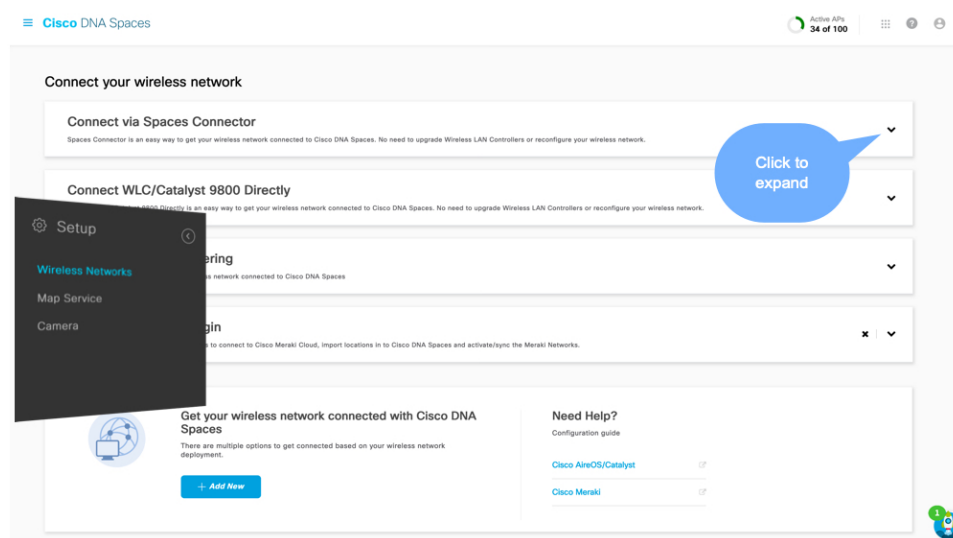 Cisco DNA Spaces
Active APs
34 of 100
Connect your wireless network
Connect via Spaces Connector
Spaces Connector is an easy way to get your wireless network connected to Cisco DNA Spaces. No need to upgrade Wireless LAN Controllers or reconfigure your wireless network.
Click to
expand
Connect WLC/Catalyst 9800 Directly
Directly is an easy way to get your wireless network connected to Cisco DNA Spaces. No need to upgrade Wireless LAN Controllers or reconfigure your wireless network.
Setup
Wireless Networks
Map Service
Camera
ering
network connected to Cisco DNA Spaces
gin
to connect to Cisco Meraki Cloud, import locations in to Cisco DNA Spaces and activate/sync the Meraki Networks.
Get your wireless network connected with Cisco DNA
Spaces
There are multiple options to get connected based on your wireless network
deployment.
+ Add New
Need Help?
Configuration guide
Cisco AireOS/Catalyst
Cisco Meraki
1